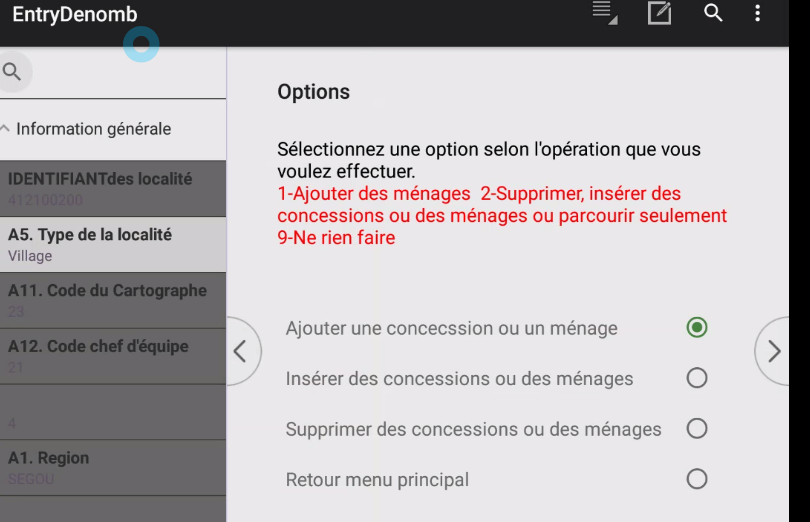 EntryDenomb
Information générale
IDENTIFIANTdes localité
412100200
A5. Type de la localité
Village
A11. Code du Cartographe
23
A12. Code chef d'équipe
21
4
A1. Region
SEGOU
Options
Sélectionnez une option selon l'opération que vous
voulez effectuer.
1-Ajouter des ménages 2-Supprimer, insérer des
concessions ou des ménages ou parcourir seulement
9-Ne rien faire
Ajouter une concecssion ou un ménage
Insérer des concessions ou des ménages
Supprimer des concessions ou des ménages
Retour menu principal